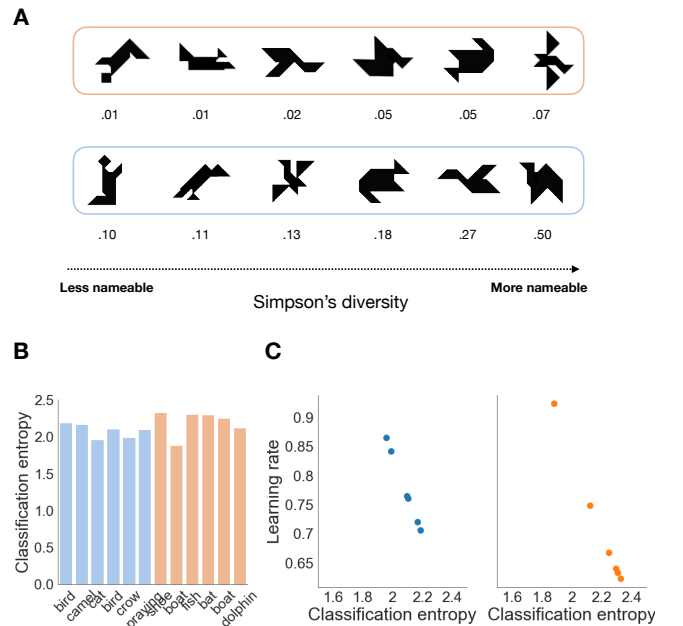 A
.01 .01 .02 .05 .05 .07
.10 .11 .13 .18 .27 .50
Less nameable More nameable
Simpson's diversity
B
C
Classification entropy
2.5
2.0
1.5
1.0
0.5
0.0
bird camel cat bird crow praying shoe boat fish bat boat dolphin
Learning rate
0.9
0.85
0.8
0.75
0.7
0.65
1.6 1.8 2 2.2 2.4 1.6 1.8 2 2.2 2.4
Classification entropy Classification entropy